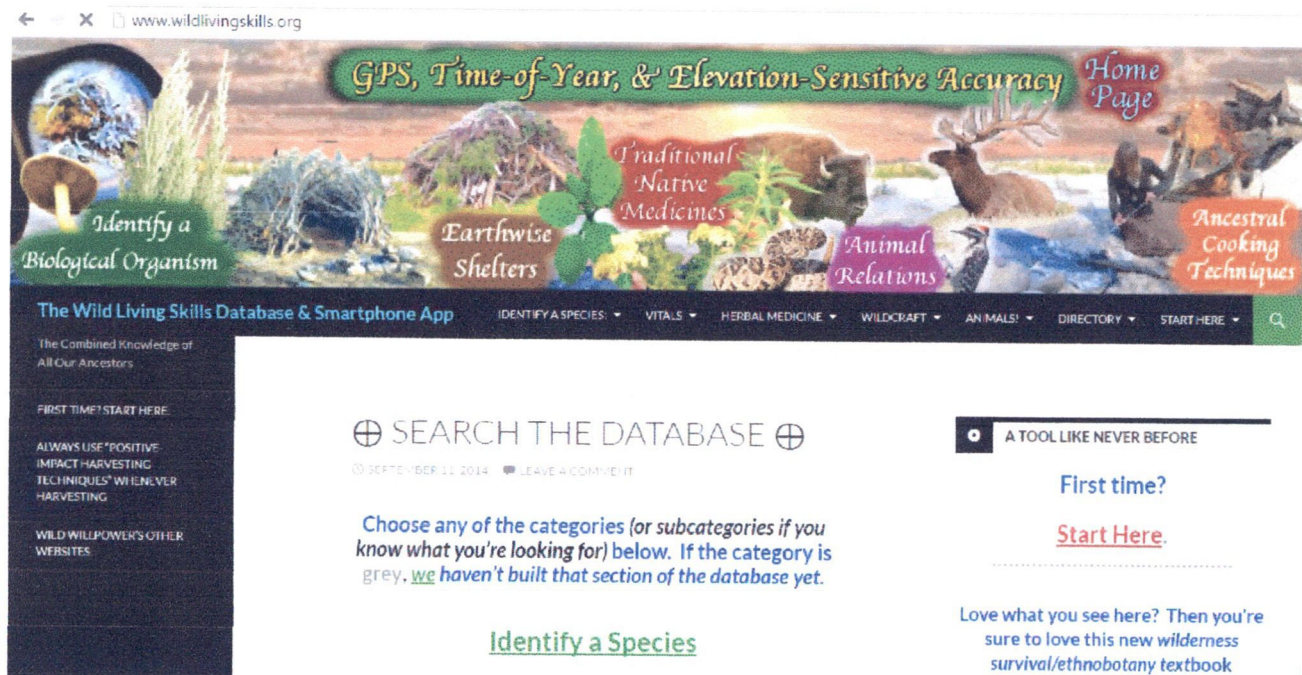 www.wildlivingskills.org
GPS, Time-of-Year, & Elevation-Sensitive Accuracy
Home
Page
Identify a
Biological Organism
Earthwise
Shelters
Traditional
Native
Medicines
Animal
Relations
Ancestral
Cooking
Techniques
The Wild Living Skills Database & Smartphone App
IDENTIFY A SPECIES: VITALS HERBAL MEDICINE WILDCRAFT ANIMALS! DIRECTORY START HERE
The Combined Knowledge of
All Our Ancestors
FIRST TIME? START HERE.
ALWAYS USE "POSITIVE
IMPACT HARVESTING
TECHNIQUES" WHENEVER
HARVESTING
WILD WILLPOWER'S OTHER
WEBSITES
⊕ SEARCH THE DATABASE ⊕
SEPTEMBER 11, 2014 LEAVE A COMMENT
Choose any of the categories (or subcategories if you
know what you're looking for) below. If the category is
grey, we haven't built that section of the database yet.
Identify a Species
A TOOL LIKE NEVER BEFORE
First time?
Start Here.
Love what you see here? Then you're
sure to love this new wilderness
survival/ethnobotany textbook